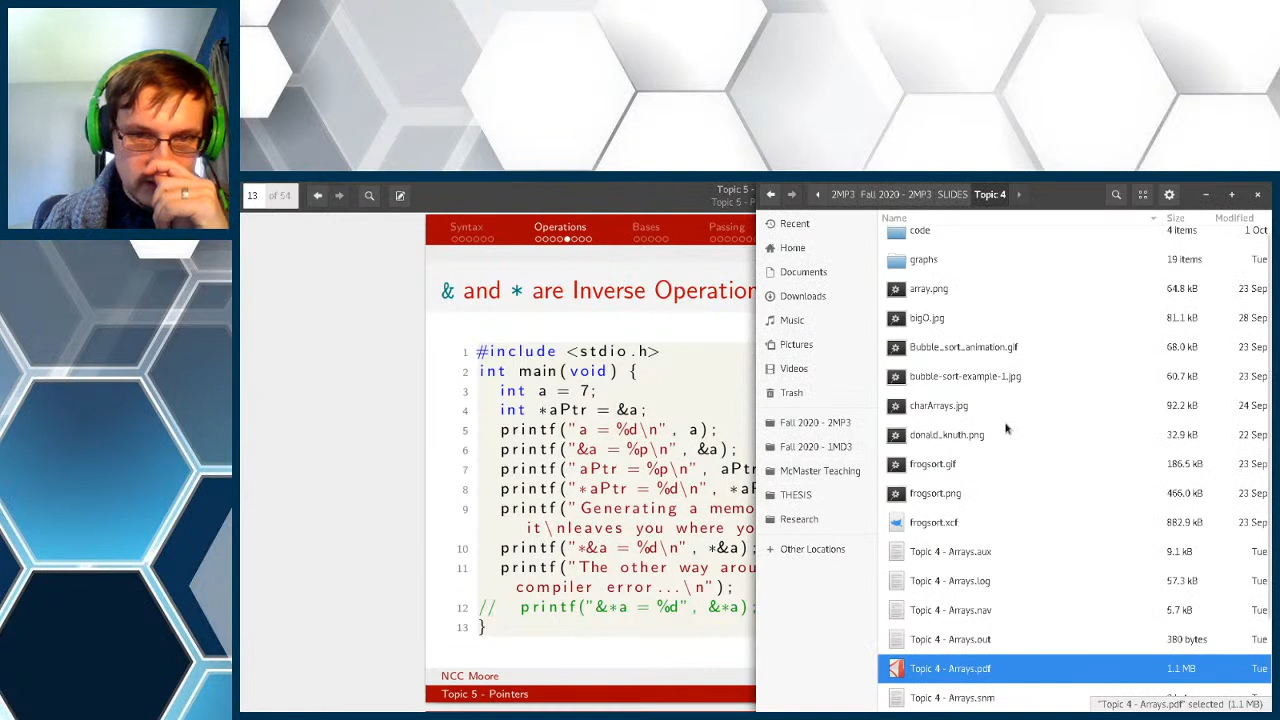 13 of 54
Topic 5 -
Topic 5 - P
Syntax Operations Bases Passing
& and * are Inverse Operation
1 #include <stdio.h>
2 int main(void) {
3 int a = 7;
4 int *aPtr = &a;
5 printf("a = %d\n", a);
6 printf("&a = %p\n", &a);
7 printf("aPtr = %p\n", aPtr
8 printf("*aPtr = %d\n", *aP
9 printf("Generating a memo
it\nleaves you where yo
10 printf("*&a = %d\n", *&a);
11 printf("The other way arou
compiler error...\n");
12 // printf("&*a = %d", &*a);
13 }
NCC Moore
Topic 5 - Pointers
2MP3 Fall 2020 - 2MP3 SLIDES Topic 4
Recent
Home
Documents
Downloads
Music
Pictures
Videos
Trash
Fall 2020 - 2MP3
Fall 2020 - 1MD3
McMaster Teaching
THESIS
Research
Other Locations
Name Size Modified
code 4 items 1 Oct
graphs 19 items Tue
array.png 64.8 kB 23 Sep
bigO.jpg 81.1 kB 28 Sep
Bubble_sort_animation.gif 68.0 kB 23 Sep
bubble-sort-example-1.jpg 60.7 kB 23 Sep
charArrays.jpg 92.2 kB 24 Sep
donald_knuth.png 32.9 kB 23 Sep
frogsort.gif 186.5 kB 23 Sep
frogsort.png 466.0 kB 23 Sep
frogsort.xcf 882.9 kB 23 Sep
Topic 4 - Arrays.aux kB Tue
Topic 4 - Arrays.log kB Tue
Topic 4 - Arrays.nav 5.7 kB Tue
Topic 4 - Arrays.out 380 bytes Tue
Topic 4 - Arrays.pdf 1.1 MB Tue
Topic 4 - Arrays.snm
"Topic 4 - Arrays.pdf" selected (1.1 MB)